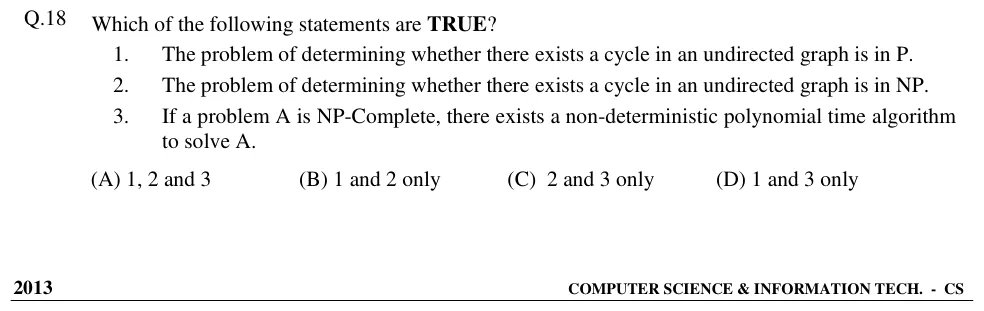 Q.18 Which of the following statements are TRUE?
1. The problem of determining whether there exists a cycle in an undirected graph is in P.
2. The problem of determining whether there exists a cycle in an undirected graph is in NP.
3. If a problem A is NP-Complete, there exists a non-deterministic polynomial time algorithm
to solve A.
(A) 1, 2 and 3 (B) 1 and 2 only (C) 2 and 3 only (D) 1 and 3 only
2013 COMPUTER SCIENCE & INFORMATION TECH. - CS